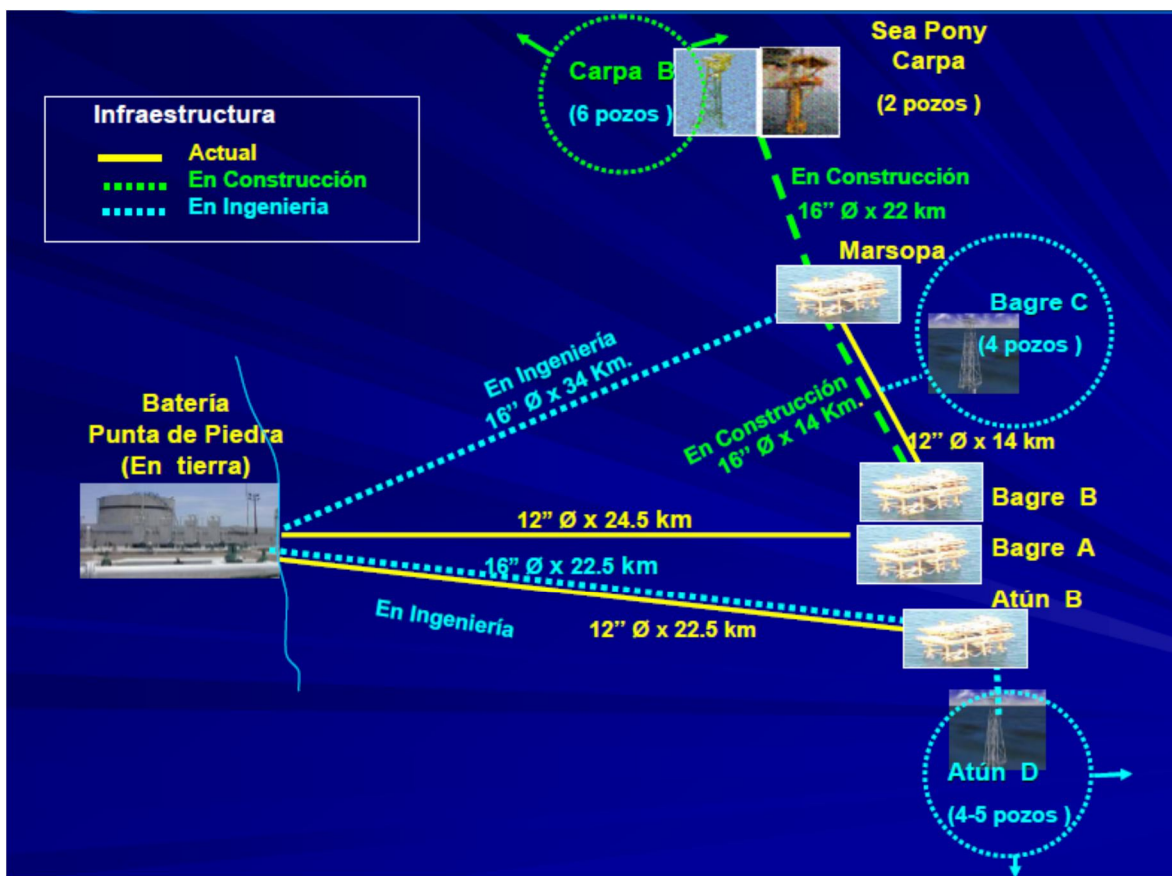 Sea Pony
Carpa
(2 pozos )
Carpa B
(6 pozos )
Infraestructura
Actual
En Construcción
En Ingenieria
En Construcción
16” Ø x 22 km
Marsopa
Bagre C
(4 pozos )
En Ingeniería
16” Ø x 34 Km.
En Construcción
16” Ø x 14 Km.
12” Ø x 14 km
Batería
Punta de Piedra
(En tierra)
Bagre B
12” Ø x 24.5 km
Bagre A
16” Ø x 22.5 km
Atún B
En Ingeniería
12” Ø x 22.5 km
Atún D
(4-5 pozos )